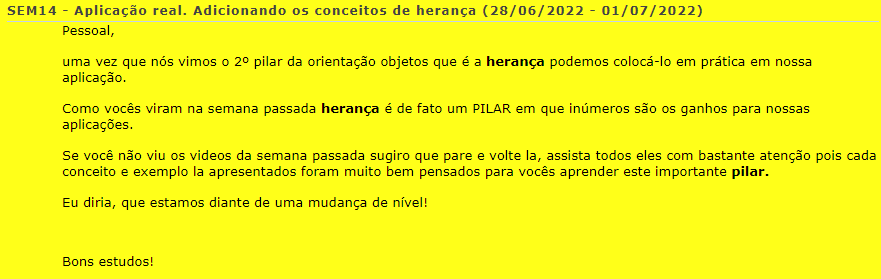 SEM14 - Aplicação real. Adicionando os conceitos de herança (28/06/2022 - 01/07/2022)
Pessoal,
uma vez que nós vimos o 2º pilar da orientação objetos que é a herança podemos colocá-lo em prática em nossa
aplicação.
Como vocês viram na semana passada herança é de fato um PILAR em que inúmeros são os ganhos para nossas
aplicações.
Se você não viu os videos da semana passada sugiro que pare e volte la, assista todos eles com bastante atenção pois cada
conceito e exemplo la apresentados foram muito bem pensados para vocês aprender este importante pilar.
Eu diria, que estamos diante de uma mudança de nível!
Bons estudos!